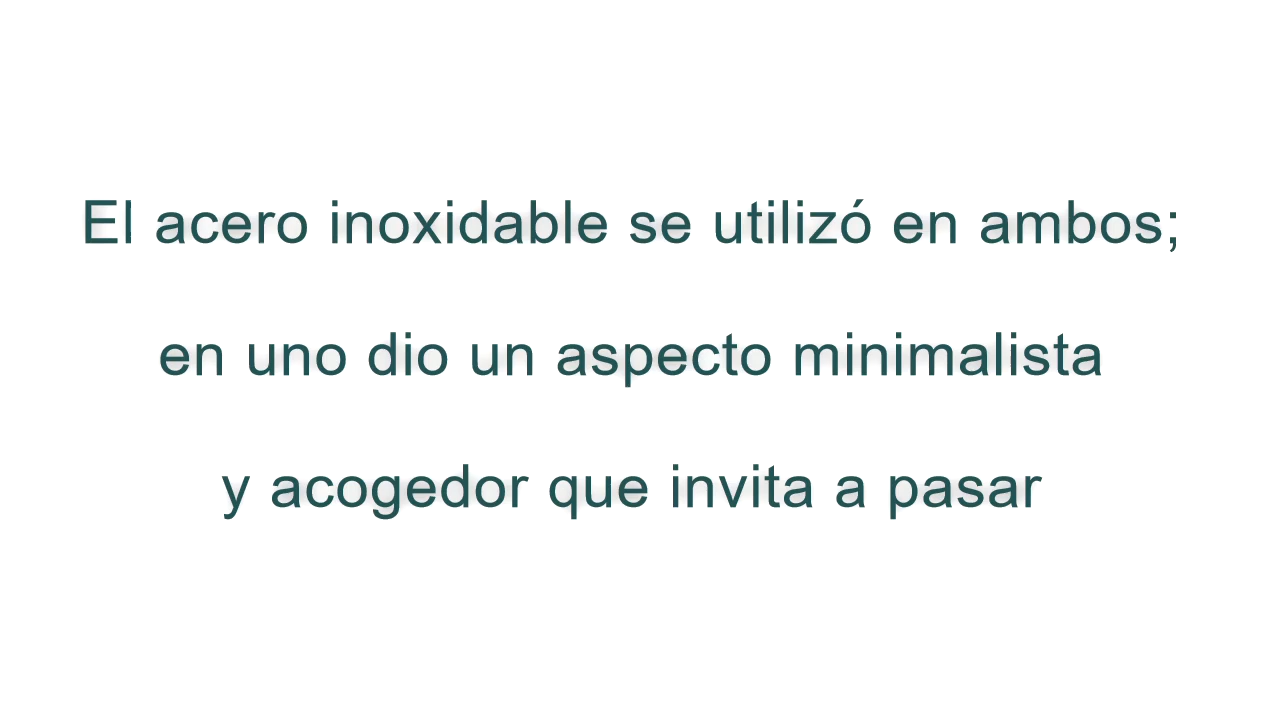 El acero inoxidable se utilizó en ambos;
en uno dio un aspecto minimalista
y acogedor que invita a pasar